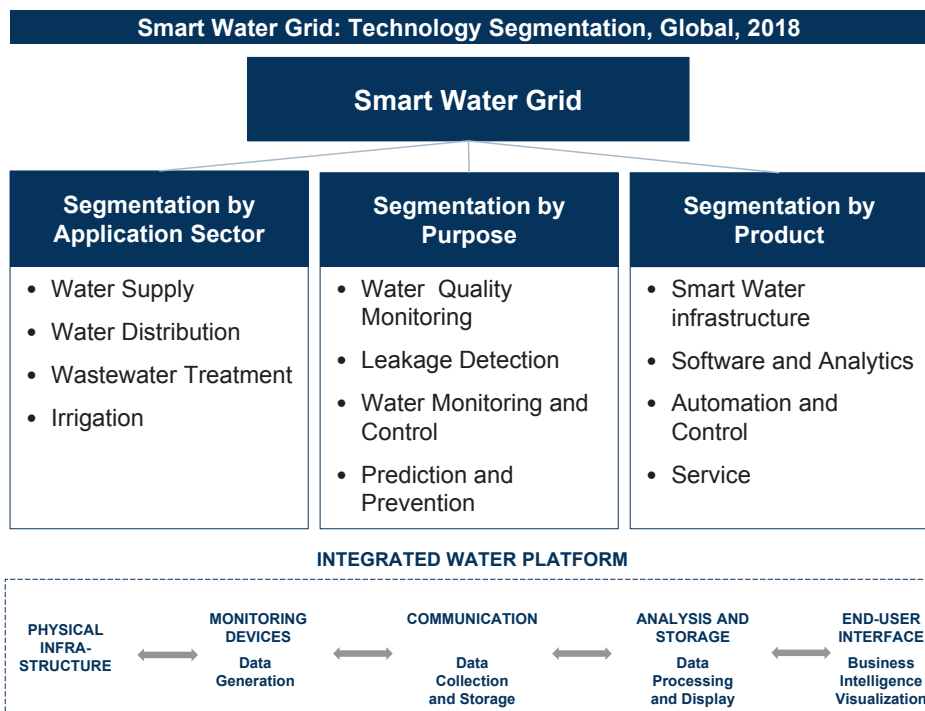 Smart Water Grid: Technology Segmentation, Global, 2018
Smart Water Grid
Segmentation by
Application Sector
• Water Supply
• Water Distribution
• Wastewater Treatment
• Irrigation
Segmentation by
Purpose
• Water Quality
Monitoring
• Leakage Detection
• Water Monitoring and
Control
• Prediction and
Prevention
Segmentation by
Product
• Smart Water
infrastructure
• Software and Analytics
• Automation and
Control
• Service
INTEGRATED WATER PLATFORM
PHYSICAL
INFRA-
STRUCTURE
MONITORING
DEVICES
Data
Generation
COMMUNICATION
Data
Collection
and Storage
ANALYSIS AND
STORAGE
Data
Processing
and Display
END-USER
INTERFACE
Business
Intelligence
Visualization